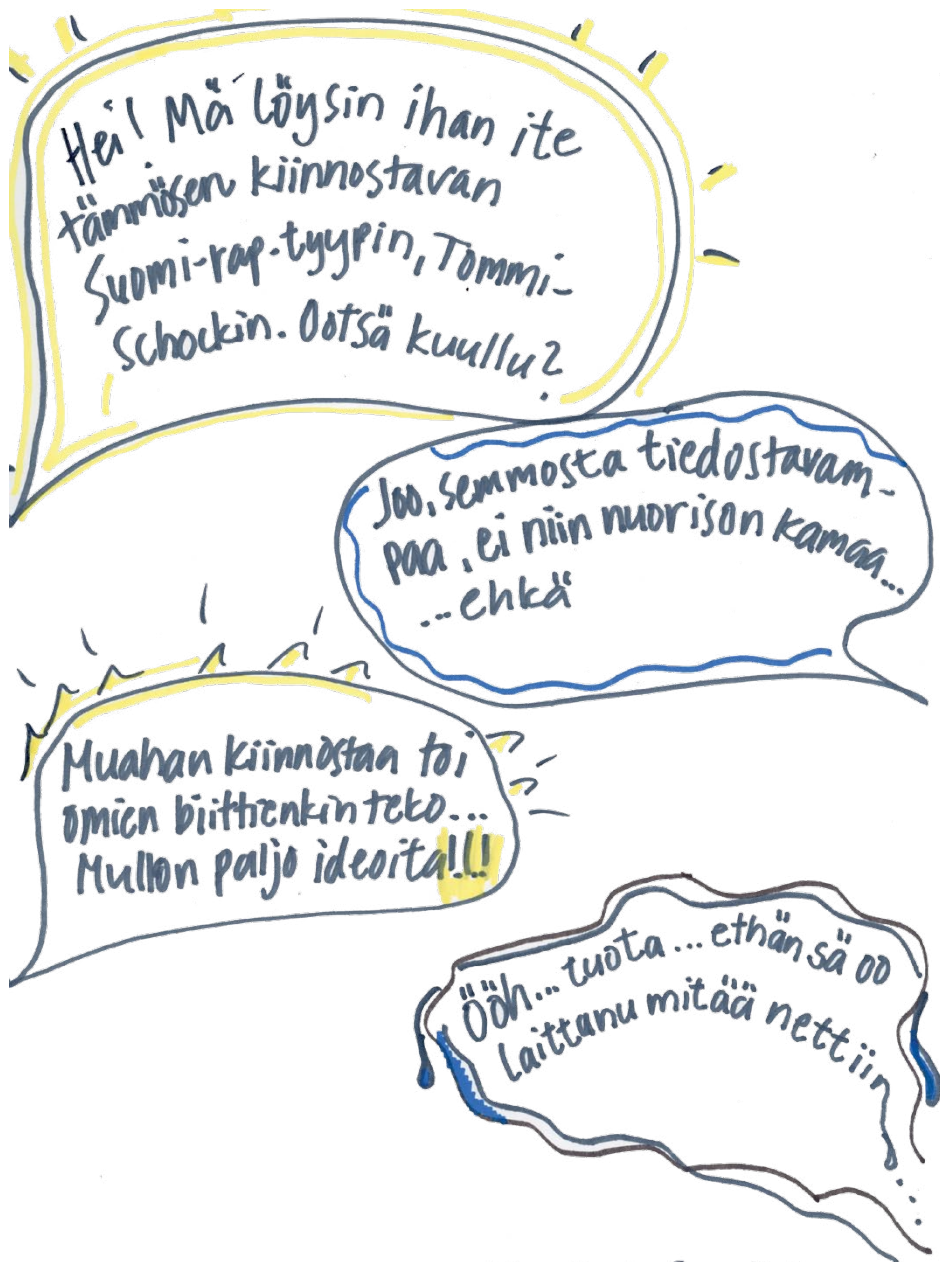 Hei! Mä löysin ihan ite
tämmösen kiinnostavan
Suomi-rap-tyypin, Tommi-
Schockin. Ootsä kuullu?
Joo, semmosta tiedostavam-
paa, ei niin nuorison kamaa...
...ehkä
Muahan kiinnostaa toi
omien biittienkin teko...
Mullon paljo ideoita!!!
Ööh... tuota... ethän sä oo
laittanu mitää nettiin...